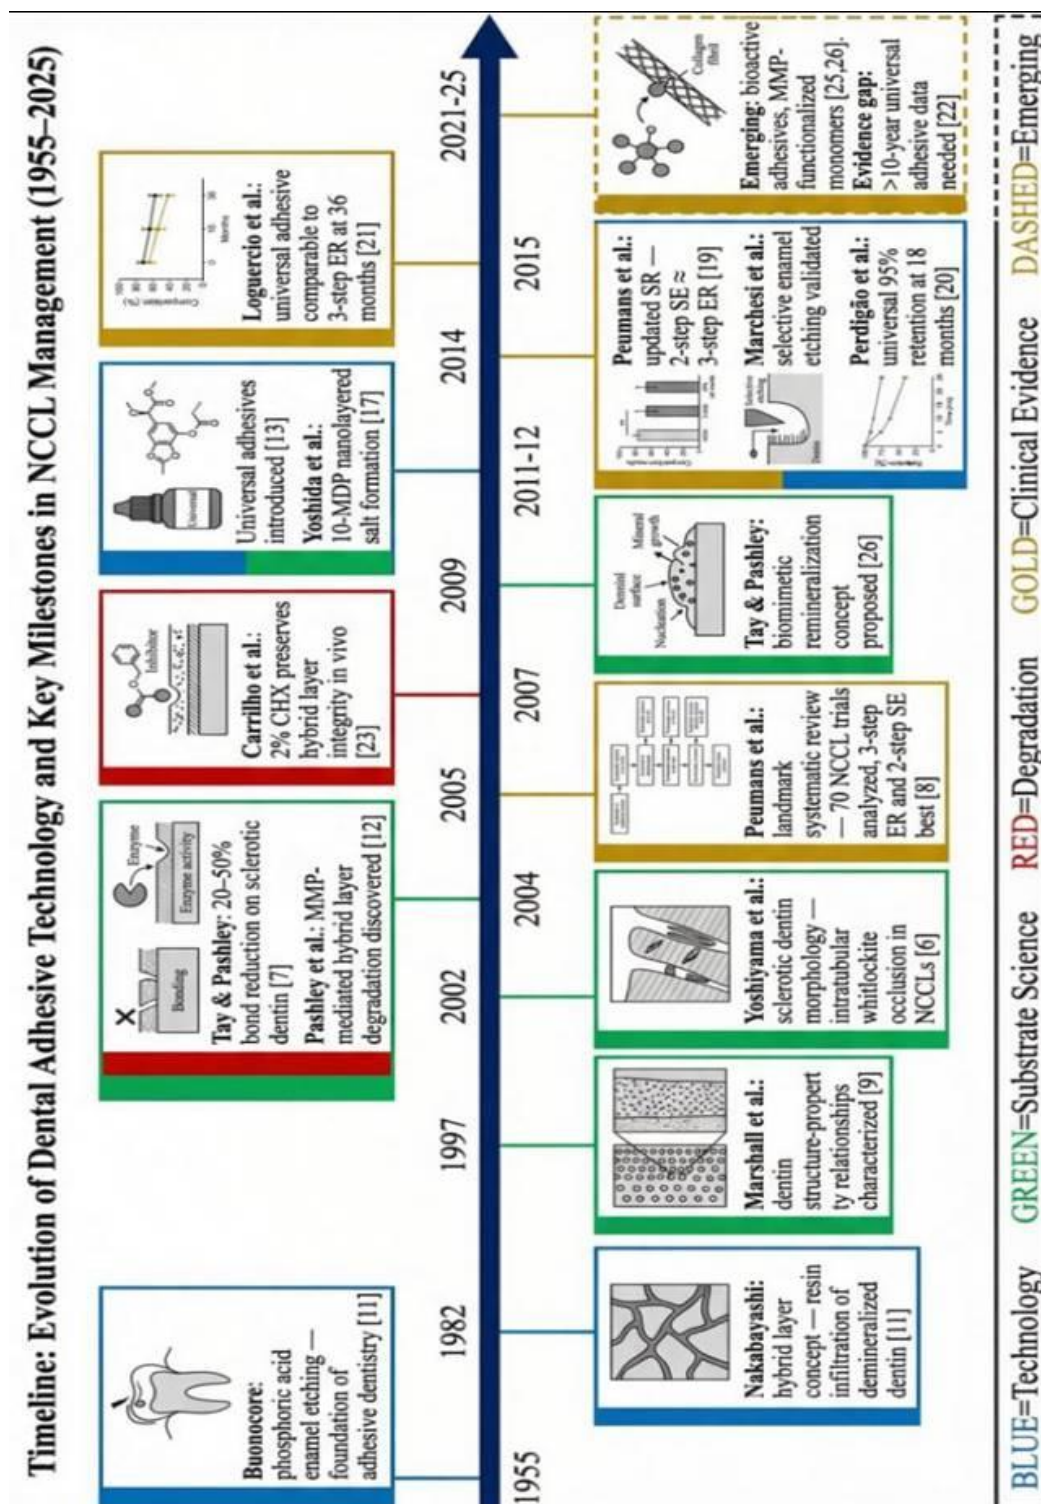 Timeline: Evolution of Dental Adhesive Technology and Key Milestones in NCCL Management (1955–2025)
Buonocore:
phosphoric acid
enamel etching —
foundation of
adhesive dentistry [11]
Bonding
Enzyme
Enzyme activity
Tay & Pashley: 20–50%
bond reduction on sclerotic
dentin [7]
Pashley et al.: MMP-
mediated hybrid layer
degradation discovered [12]
Inhibitor
Carrilho et al.:
2% CHX preserves
hybrid layer
integrity in vivo
[23]
Universal
Universal adhesives
introduced [13]
Yoshida et al.:
10-MDP nanolayered
salt formation [17]
Months
Loguercio et al.:
universal adhesive
comparable to
3-step ER at 36
months [21]
1955
1982
1997
2002
2004
2005
2007
2009
2011-12
2014
2015
2021-25
Nakabayashi:
hybrid layer
concept — resin
infiltration of
demineralized
dentin [11]
Marshall et al.:
dentin
structure-proper
ty relationships
characterized [9]
Yoshiyama et al.:
sclerotic dentin
morphology —
intratubular
whitlockite
occlusion in
NCCLs [6]
Peumans et al.:
landmark
systematic review
— 70 NCCL trials
analyzed, 3-step
ER and 2-step SE
best [8]
Nucleation
Dentinal
surface
Mineral
growth
Tay & Pashley:
biomimetic
remineralization
concept
proposed [26]
Peumans et al.:
updated SR —
2-step SE ≈
3-step ER [19]
Selective
etching
Dentin
Marchesi et al.:
selective enamel
etching validated
Perdigão et al.:
universal 95%
retention at 18
months [20]
Collagen
fibril
Emerging: bioactive
adhesives, MMP-
functionalized
monomers [25,26].
Evidence gap:
>10-year universal
adhesive data
needed [22]
BLUE=Technology GREEN=Substrate Science RED=Degradation GOLD=Clinical Evidence DASHED=Emerging